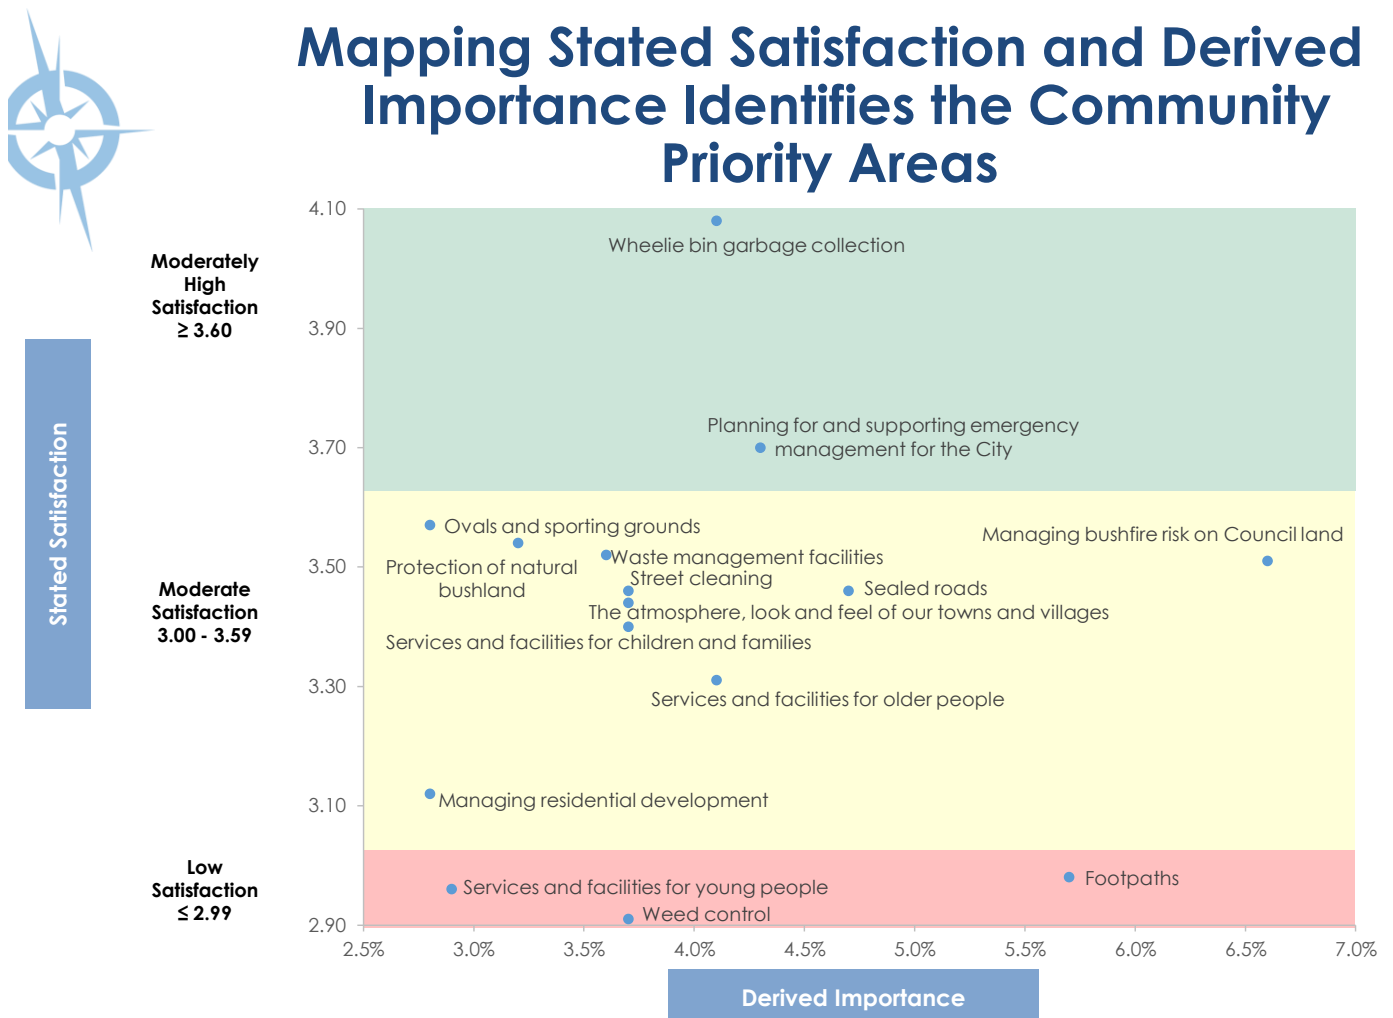 Mapping Stated Satisfaction and Derived
Importance Identifies the Community
Priority Areas
Stated Satisfaction
Moderately
High
Satisfaction
≥ 3.60
Moderate
Satisfaction
3.00 - 3.59
Low
Satisfaction
≤ 2.99
4.10
3.90
3.70
3.50
3.30
3.10
2.90
Wheelie bin garbage collection
Planning for and supporting emergency
management for the City
Ovals and sporting grounds
Managing bushfire risk on Council land
Protection of natural
bushland
Waste management facilities
Street cleaning
Sealed roads
The atmosphere, look and feel of our towns and villages
Services and facilities for children and families
Services and facilities for older people
Managing residential development
Services and facilities for young people
Footpaths
Weed control
2.5%
3.0%
3.5%
4.0%
4.5%
5.0%
5.5%
6.0%
6.5%
7.0%
Derived Importance